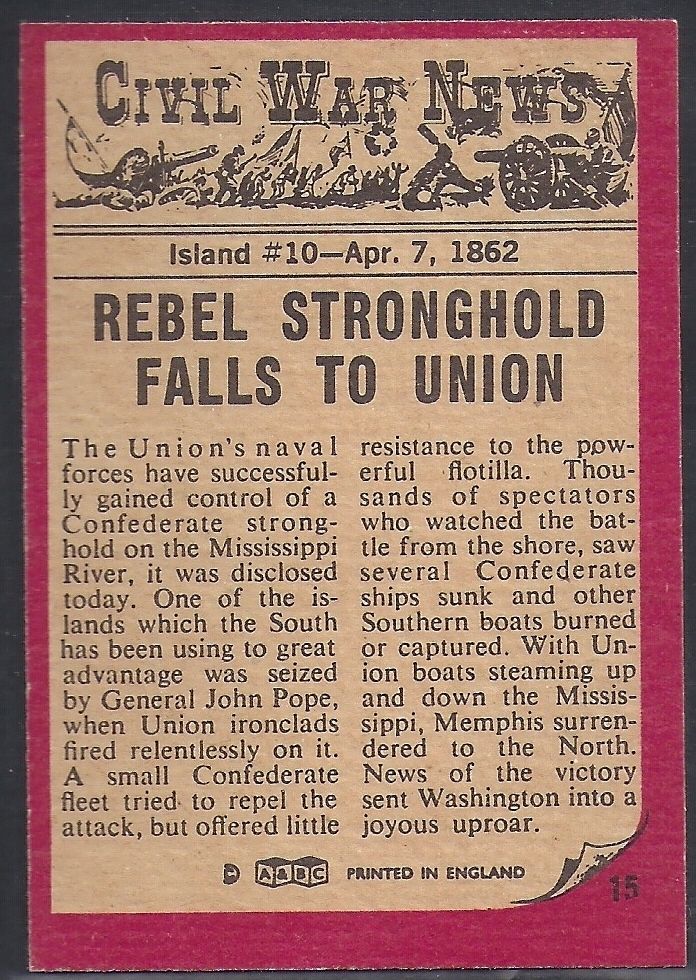 CIVIL WAR NEWS
Island #10—Apr. 7, 1862
REBEL STRONGHOLD
FALLS TO UNION
The Union's naval
forces have successful-
ly gained control of a
Confederate strong-
hold on the Mississippi
River, it was disclosed
today. One of the is-
lands which the South
has been using to great
advantage was seized
by General John Pope,
when Union ironclads
fired relentlessly on it.
A small Confederate
fleet tried to repel the
attack, but offered little
resistance to the pow-
erful flotilla. Thou-
sands of spectators
who watched the bat-
tle from the shore, saw
several Confederate
ships sunk and other
Southern boats burned
or captured. With Un-
ion boats steaming up
and down the Missis-
sippi, Memphis surren-
dered to the North.
News of the victory
sent Washington into a
joyous uproar.
© A&BC PRINTED IN ENGLAND
15